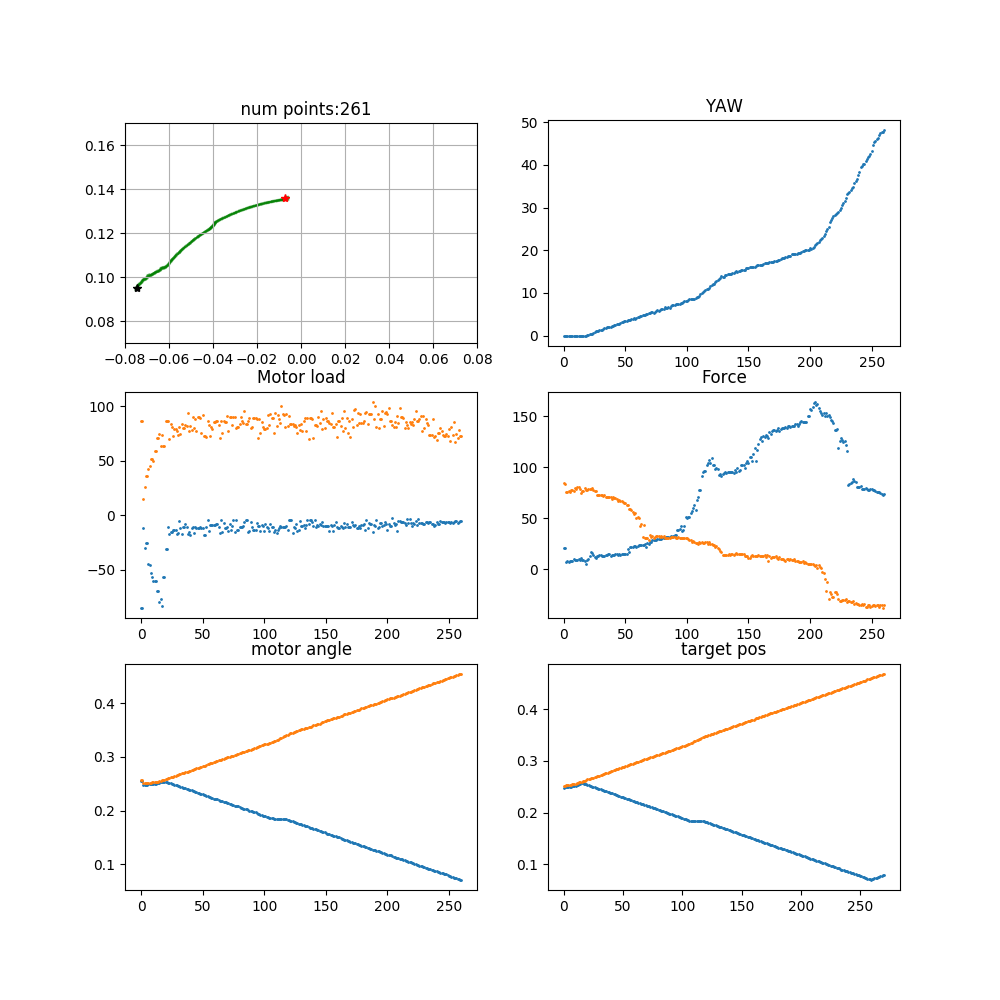 num points:261
0.16
0.14
0.12
0.10
0.08
−0.08 −0.06 −0.04 −0.02 0.00 0.02 0.04 0.06 0.08
YAW
50
40
30
20
10
0
0 50 100 150 200 250
Motor load
100
50
0
−50
0 50 100 150 200 250
Force
150
100
50
0
0 50 100 150 200 250
motor angle
0.4
0.3
0.2
0.1
0 50 100 150 200 250
target pos
0.4
0.3
0.2
0.1
0 50 100 150 200 250